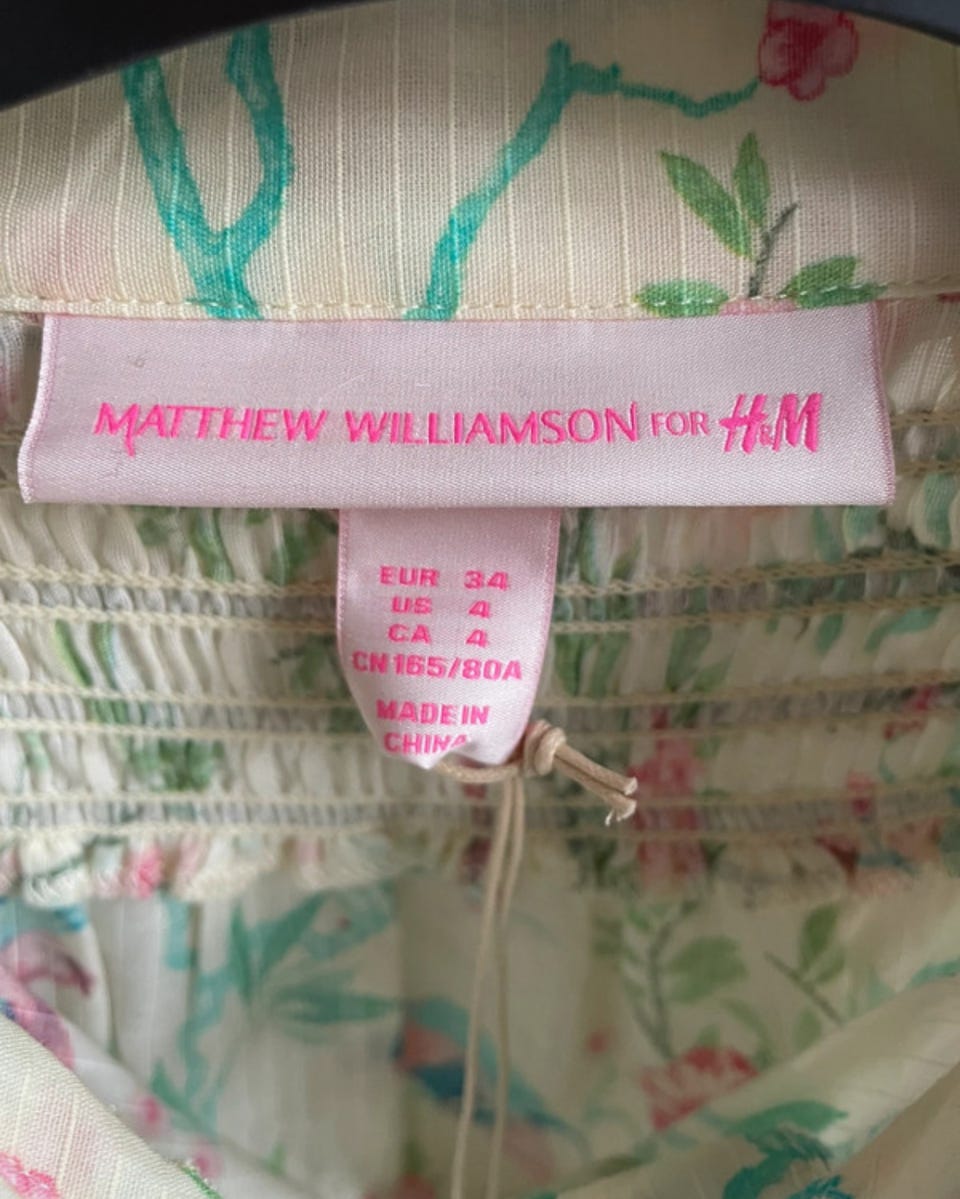 MATTHEW WILLIAMSON FOR H&M
EUR 34
US 4
CA 4
CN 165/80A
MADE IN
CHINA